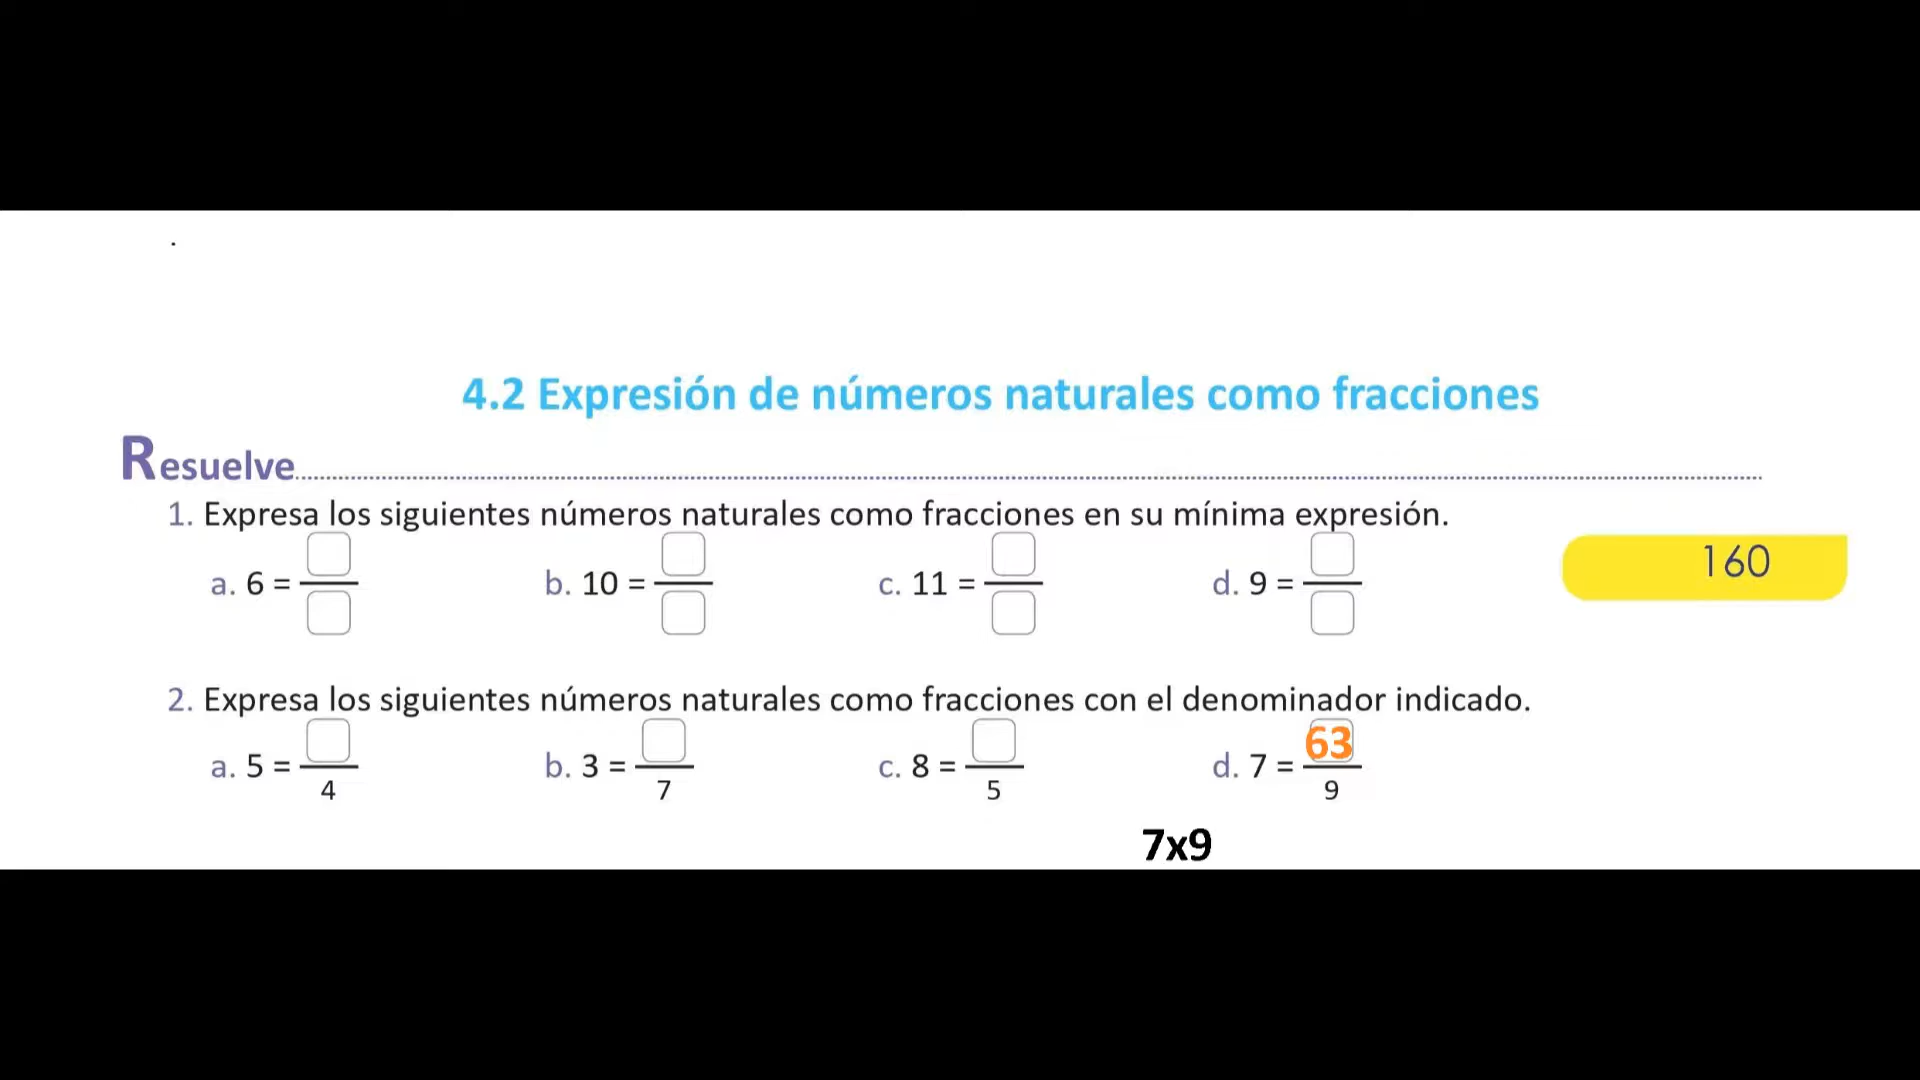 4.2 Expresión de números naturales como fracciones
Resuelve
1. Expresa los siguientes números naturales como fracciones en su mínima expresión.
160
a. 6 = b. 10 = c. 11 = d. 9 =
2. Expresa los siguientes números naturales como fracciones con el denominador indicado.
63
a. 5 = b. 3 = c. 8 = d. 7 =
4 7 5 9
7x9